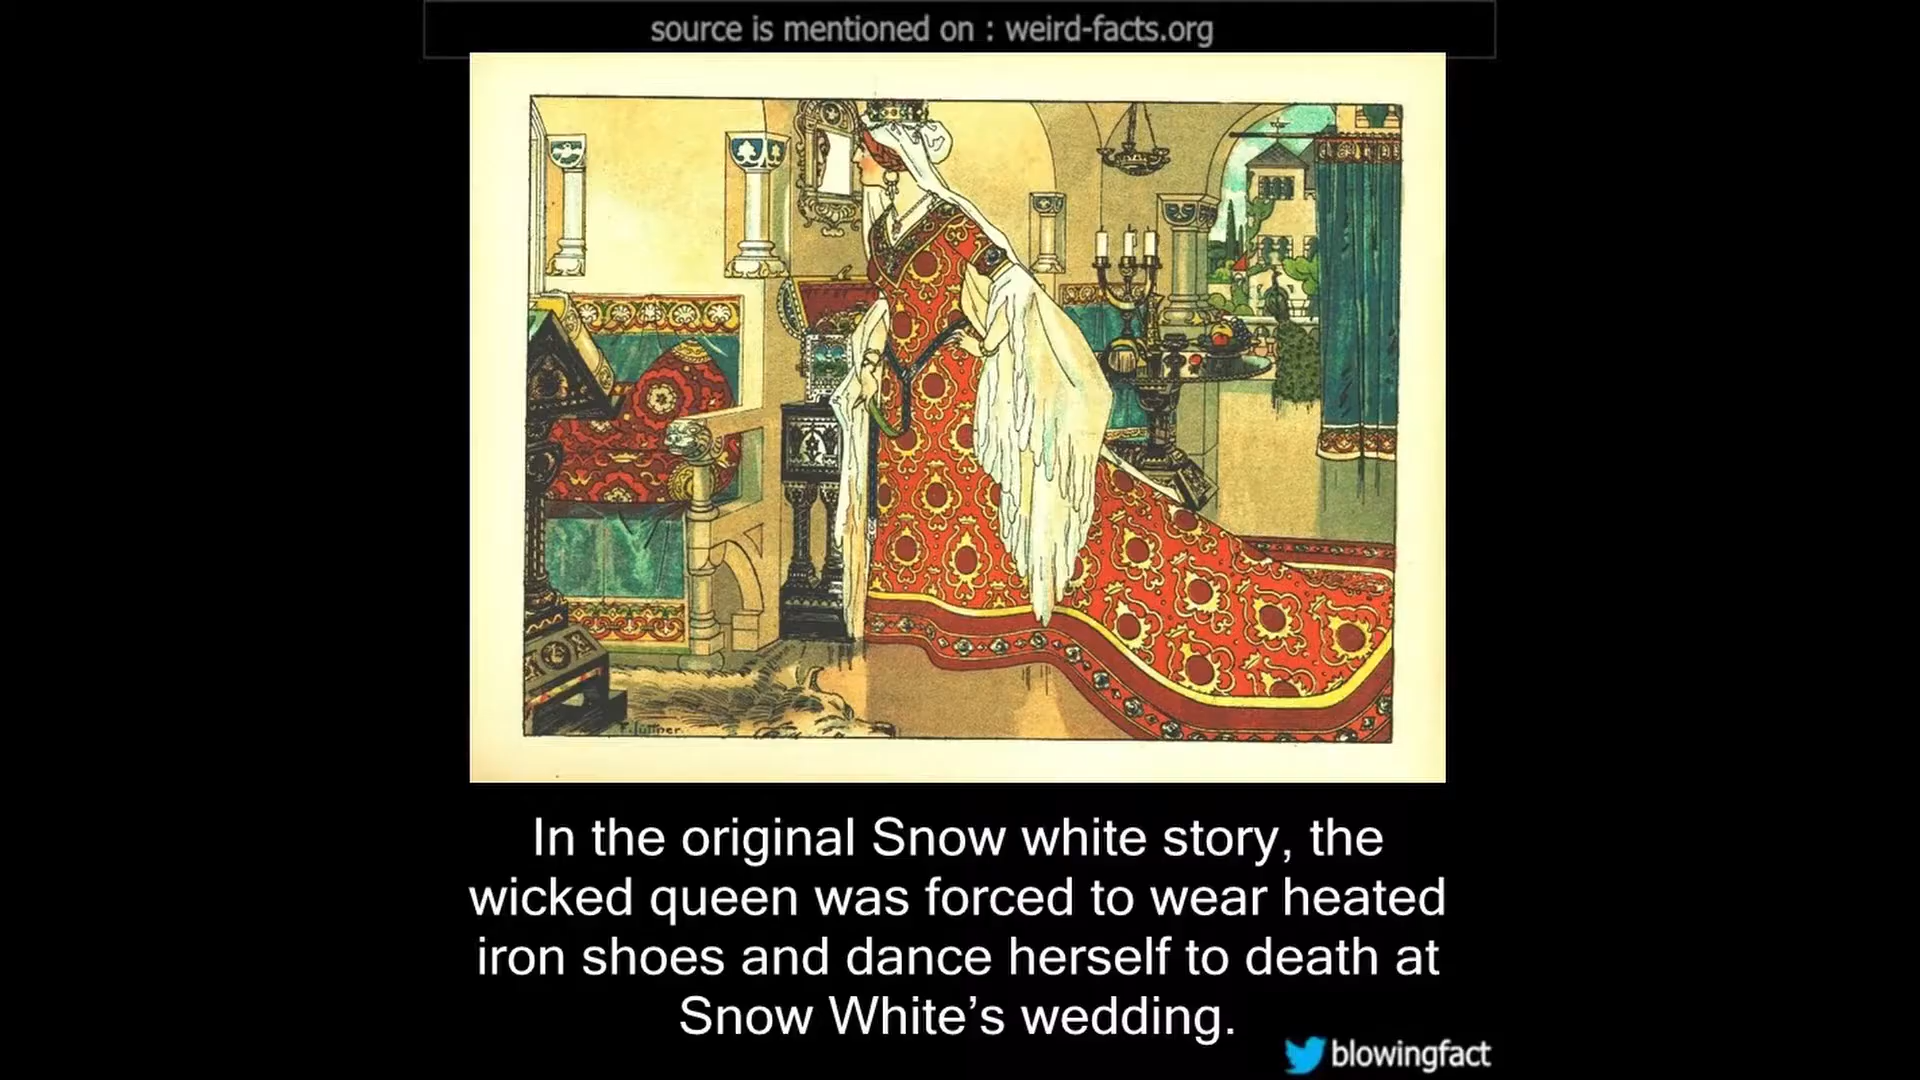 source is mentioned on : weird-facts.org
F. Jüttner
In the original Snow white story, the
wicked queen was forced to wear heated
iron shoes and dance herself to death at
Snow White’s wedding.
blowingfact